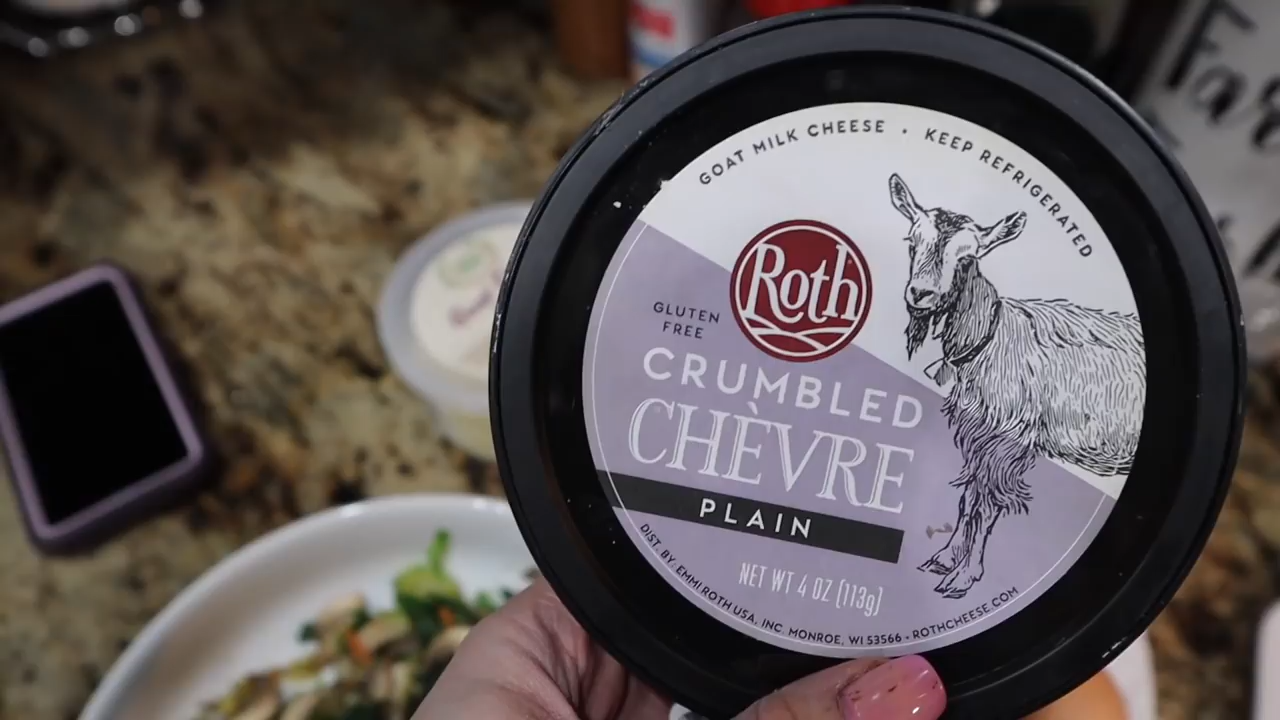 GOAT MILK CHEESE • KEEP REFRIGERATED
Roth
GLUTEN
FREE
CRUMBLED
CHÈVRE
PLAIN
NET WT 4 OZ (113g)
DIST. BY EMMI ROTH USA, INC MONROE, WI 53566 • ROTHCHEESE.COM